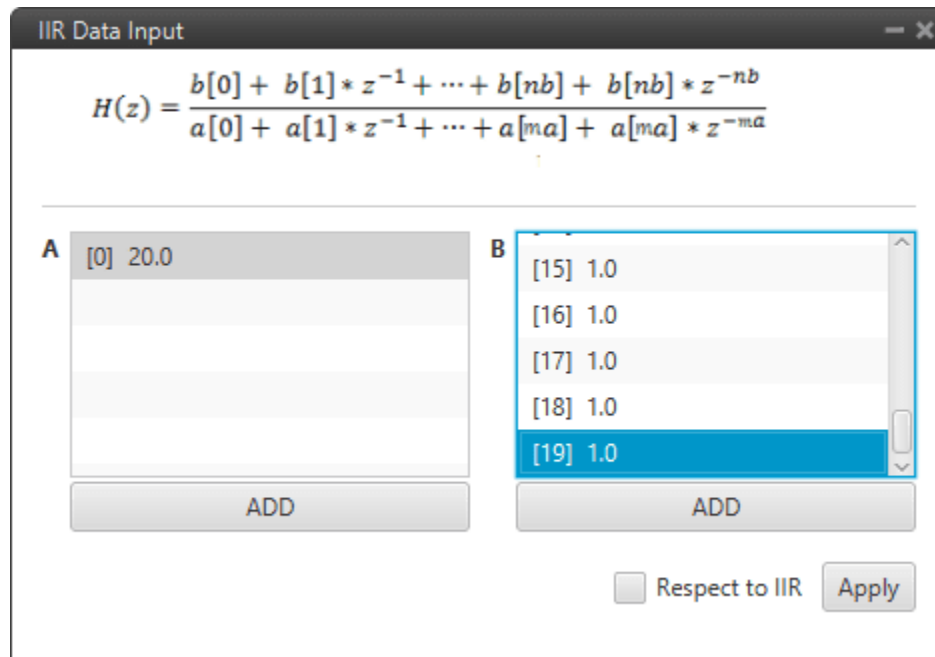 IIR Data Input
H(z) = b[0] + b[1] * z^-1 + ⋯ + b[nb] + b[nb] * z^-nb
a[0] + a[1] * z^-1 + ⋯ + a[ma] + a[ma] * z^-ma
A
[0] 20.0
ADD
B
[15] 1.0
[16] 1.0
[17] 1.0
[18] 1.0
[19] 1.0
ADD
Respect to IIR
Apply